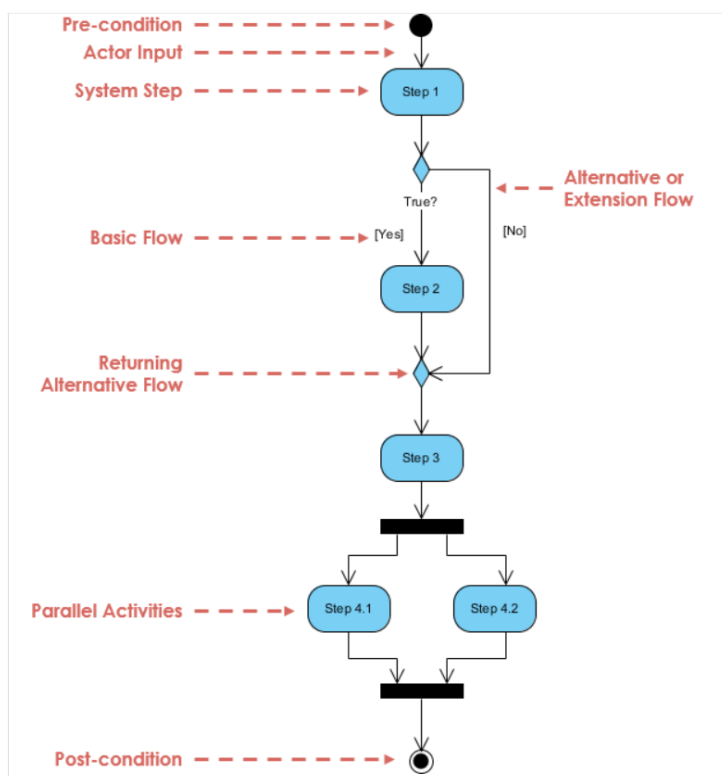 Pre-condition
Actor Input
System Step
Step 1
Alternative or
Extension Flow
True?
Basic Flow
[Yes]
[No]
Step 2
Returning
Alternative Flow
Step 3
Parallel Activities
Step 4.1
Step 4.2
Post-condition